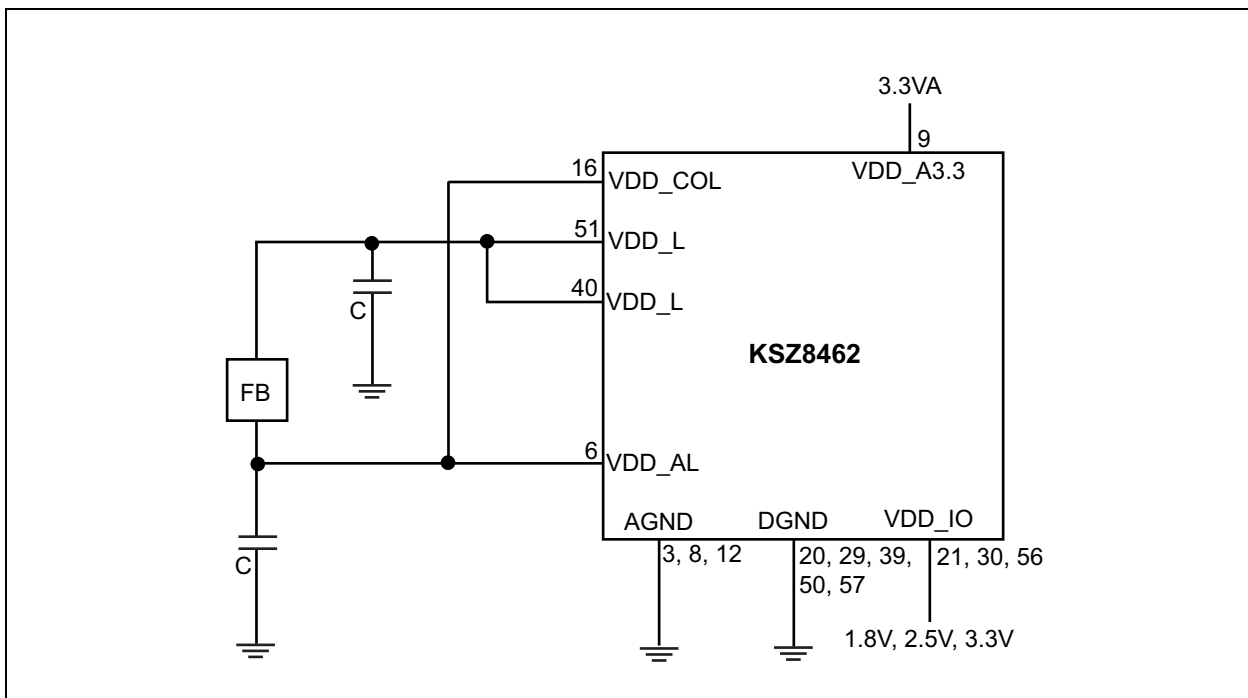 3.3VA
9
VDD_A3.3
16
VDD_COL
51
VDD_L
C
40
VDD_L
KSZ8462
FB
6
VDD_AL
AGND
DGND
VDD_IO
C
3, 8, 12
20, 29, 39,
50, 57
21, 30, 56
1.8V, 2.5V, 3.3V